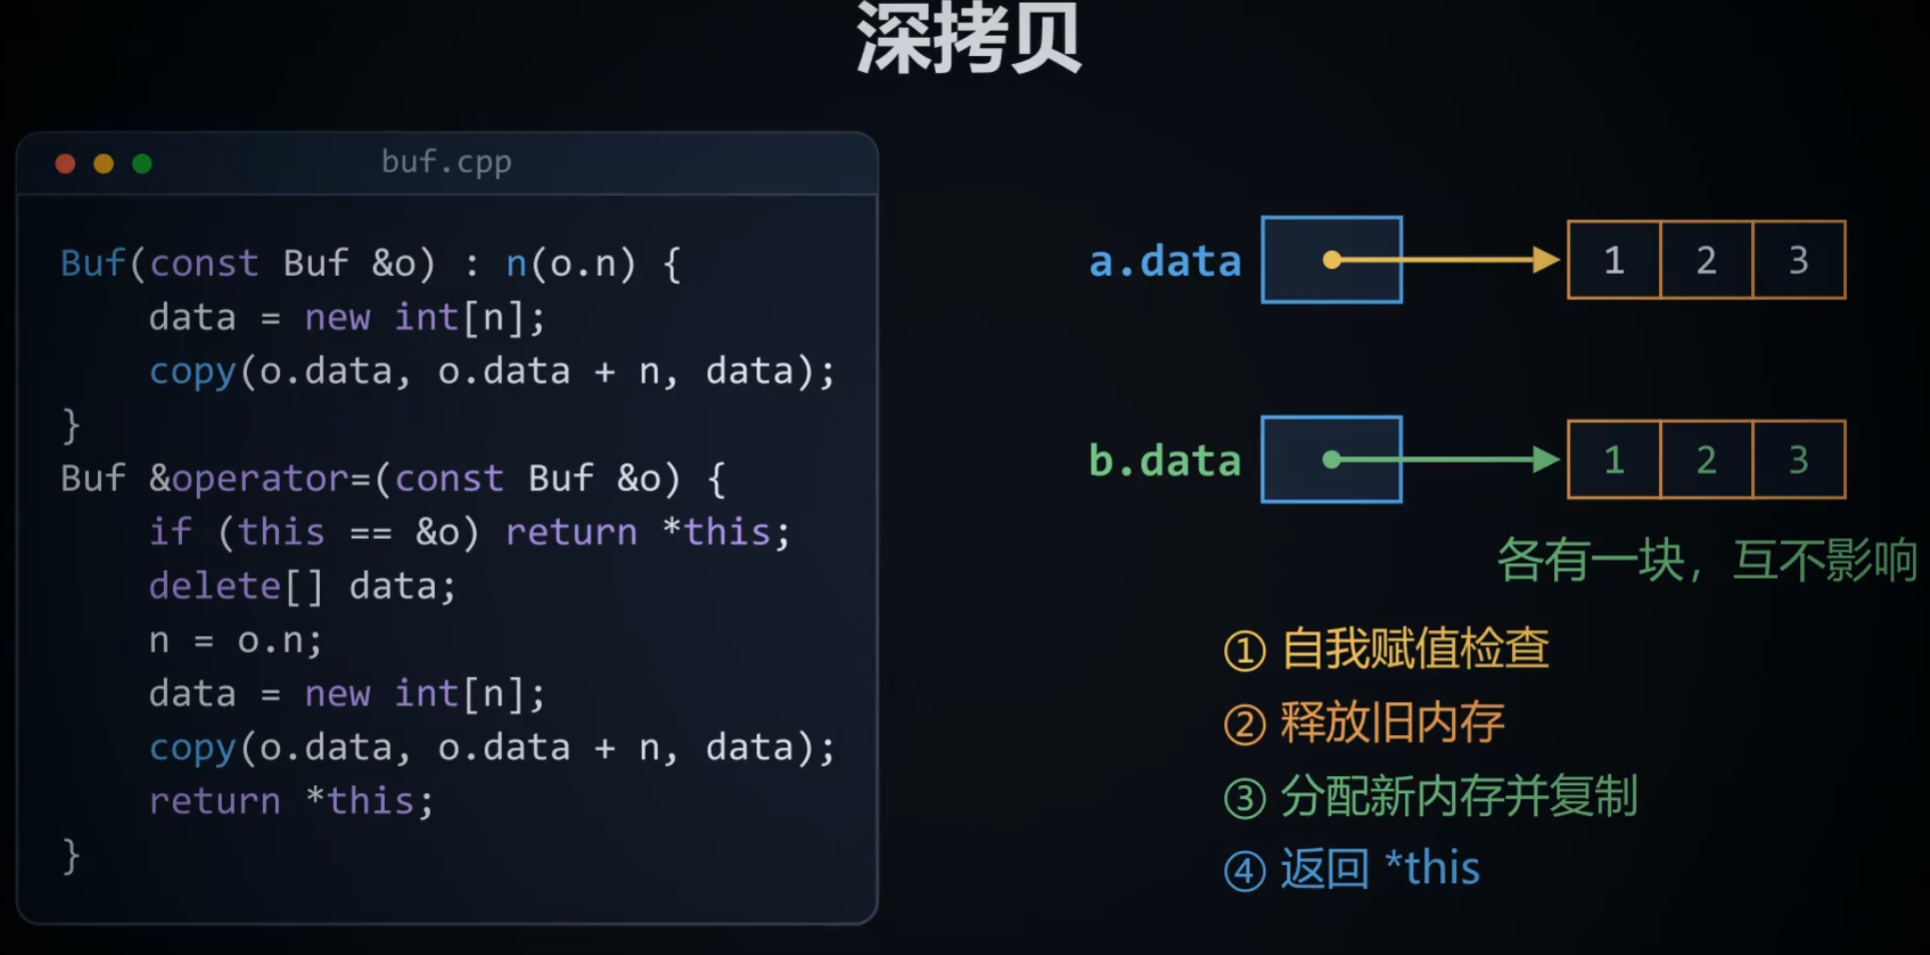 深拷贝
buf.cpp
Buf(const Buf &o) : n(o.n) {
    data = new int[n];
    copy(o.data, o.data + n, data);
}
Buf &operator=(const Buf &o) {
    if (this == &o) return *this;
    delete[] data;
    n = o.n;
    data = new int[n];
    copy(o.data, o.data + n, data);
    return *this;
}
a.data 1 2 3
b.data 1 2 3
各有一块，互不影响
① 自我赋值检查
② 释放旧内存
③ 分配新内存并复制
④ 返回 *this